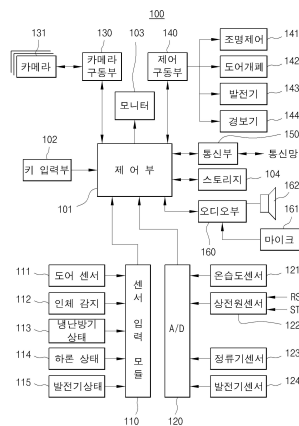 100
131
카메라
130
카메라
구동부
103
모니터
140
제어
구동부
조명제어
141
도어개폐
142
발전기
143
경보기
144
150
통신부
통신망
102
키 입력부
제 어 부
101
스토리지
104
오디오부
160
162
161
마이크
111
도어 센서
112
인체 감지
113
냉난방기
상태
114
하론 상태
115
발전기상태
센
서
입
력
모
듈
110
A/D
120
온습도센서
121
상전원센서
122
RS
ST
정류기센서
123
발전기센서
124